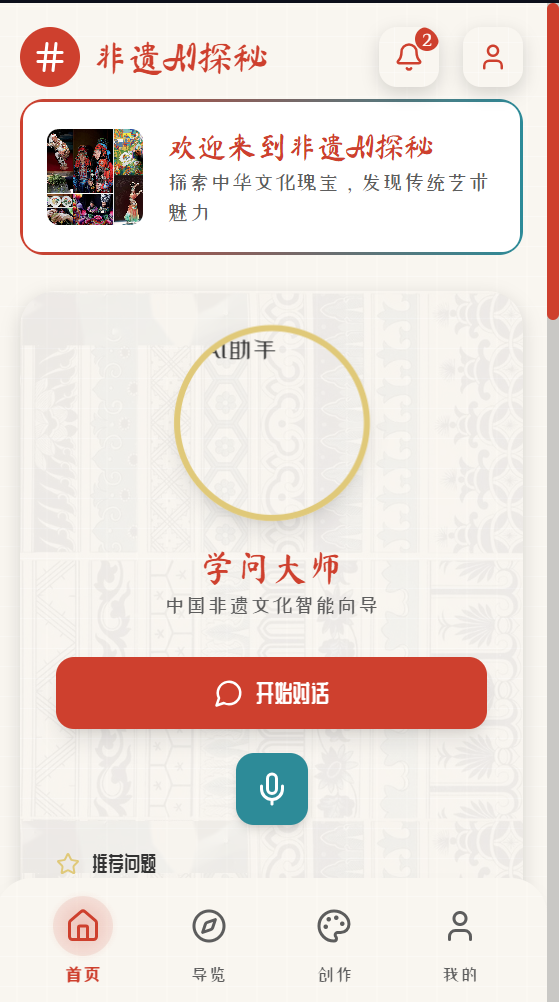 非遗AI探秘
2
欢迎来到非遗AI探秘
探索中华文化瑰宝，发现传统艺术
魅力
AI助手
学问大师
中国非遗文化智能向导
开始对话
推荐问题
首页
导览
创作
我的